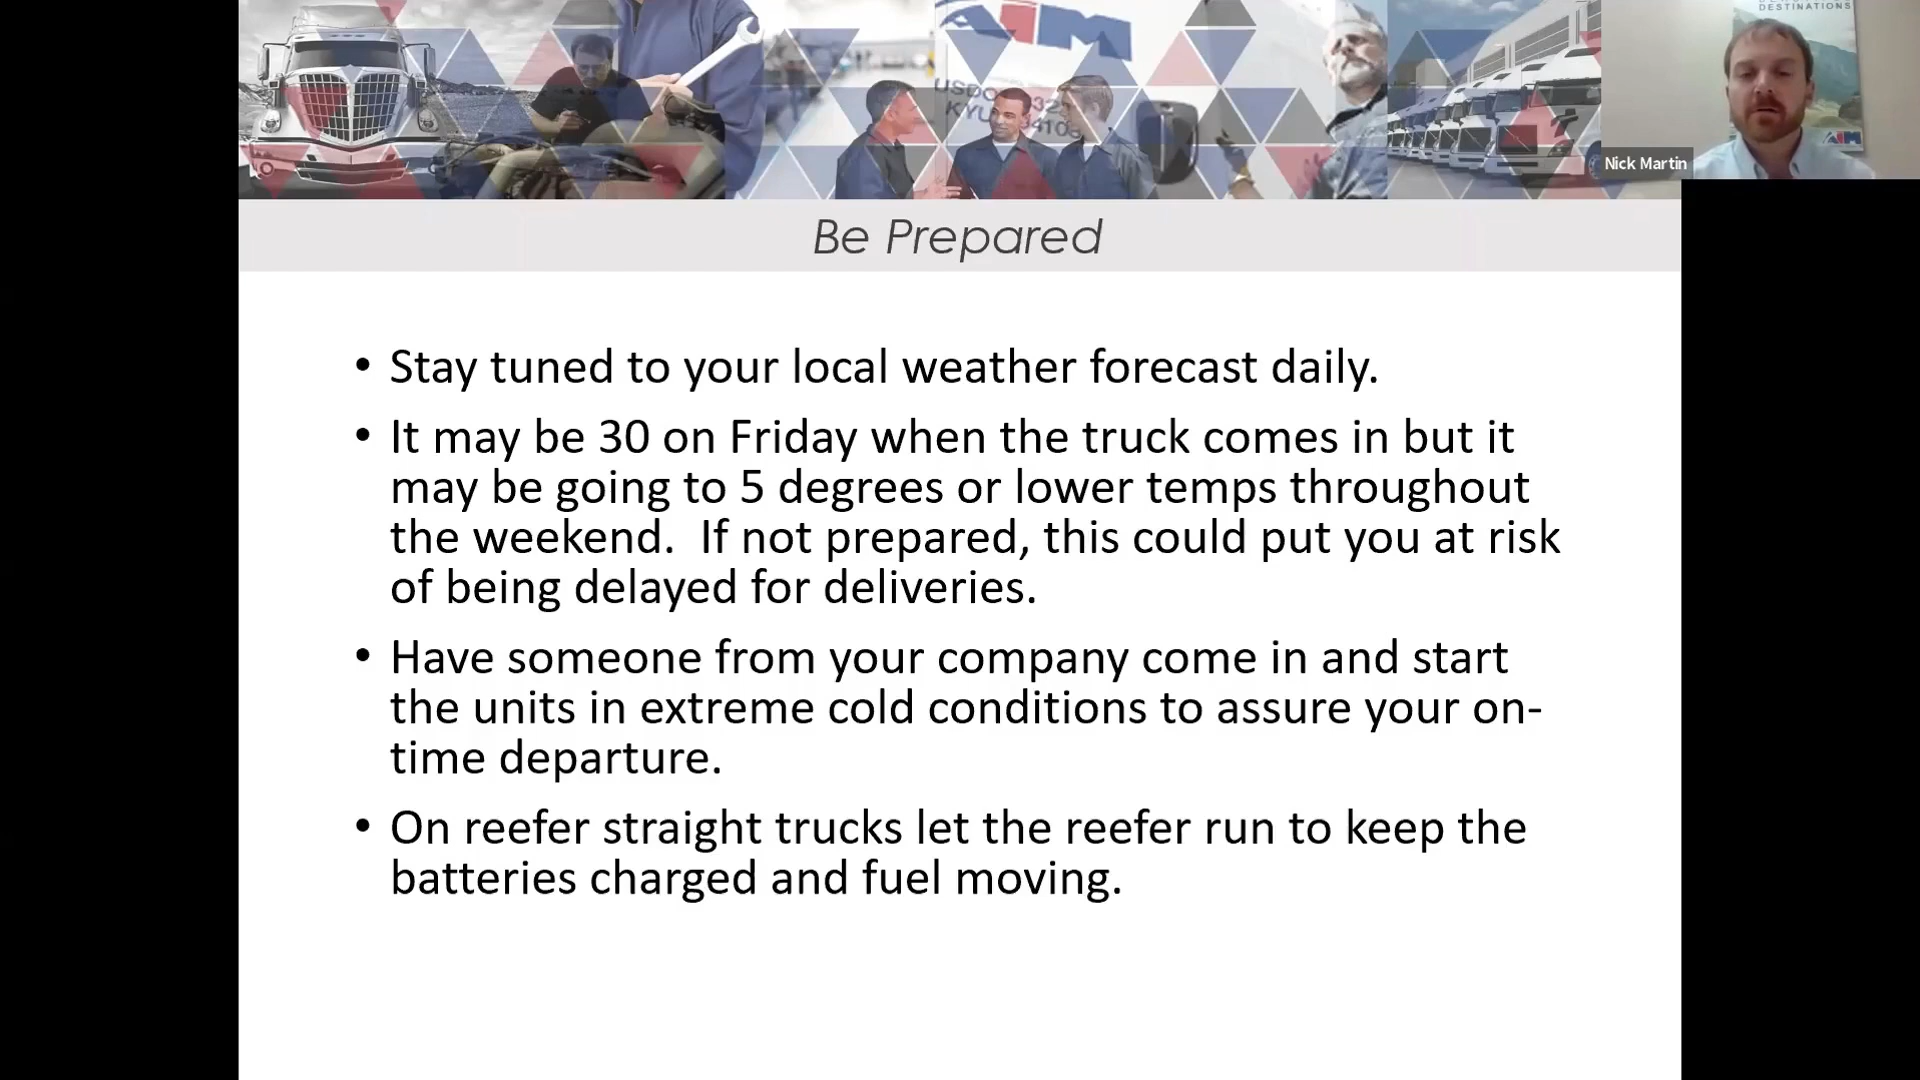 AIM
DESTINATIONS
AIM
Nick Martin
Be Prepared
• Stay tuned to your local weather forecast daily.
• It may be 30 on Friday when the truck comes in but it
may be going to 5 degrees or lower temps throughout
the weekend.  If not prepared, this could put you at risk
of being delayed for deliveries.
• Have someone from your company come in and start
the units in extreme cold conditions to assure your on-
time departure.
• On reefer straight trucks let the reefer run to keep the
batteries charged and fuel moving.